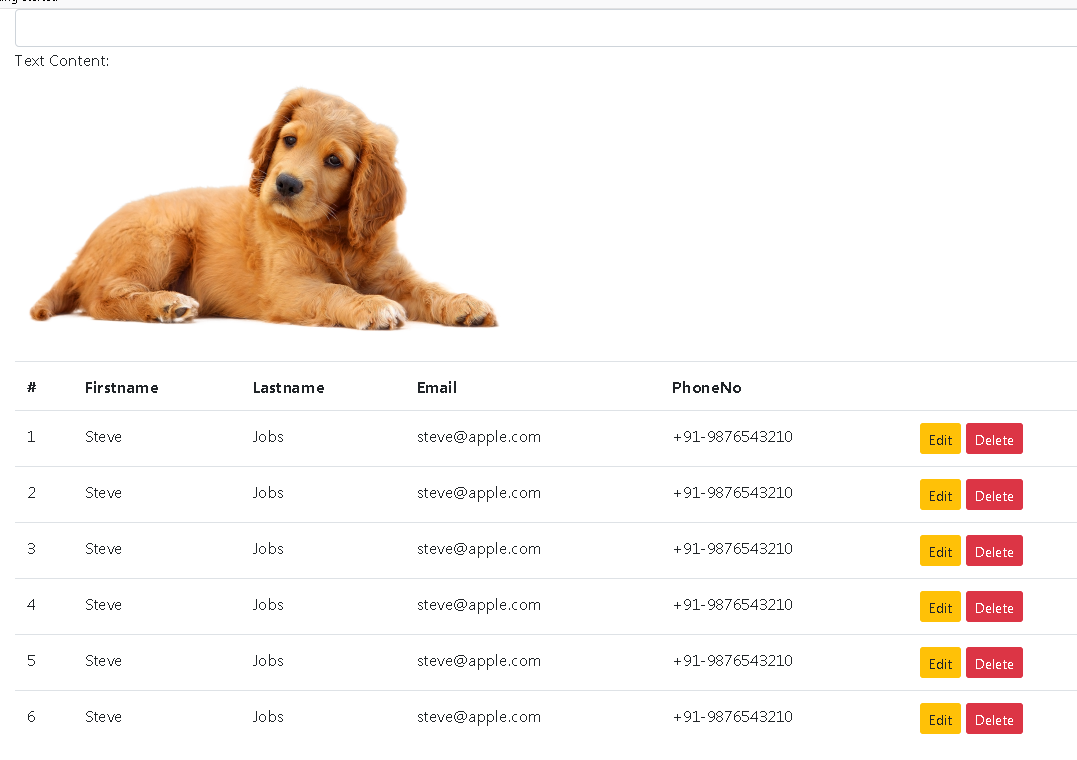 Text Content:
# Firstname Lastname Email PhoneNo
1 Steve Jobs steve@apple.com +91-9876543210 Edit Delete
2 Steve Jobs steve@apple.com +91-9876543210 Edit Delete
3 Steve Jobs steve@apple.com +91-9876543210 Edit Delete
4 Steve Jobs steve@apple.com +91-9876543210 Edit Delete
5 Steve Jobs steve@apple.com +91-9876543210 Edit Delete
6 Steve Jobs steve@apple.com +91-9876543210 Edit Delete